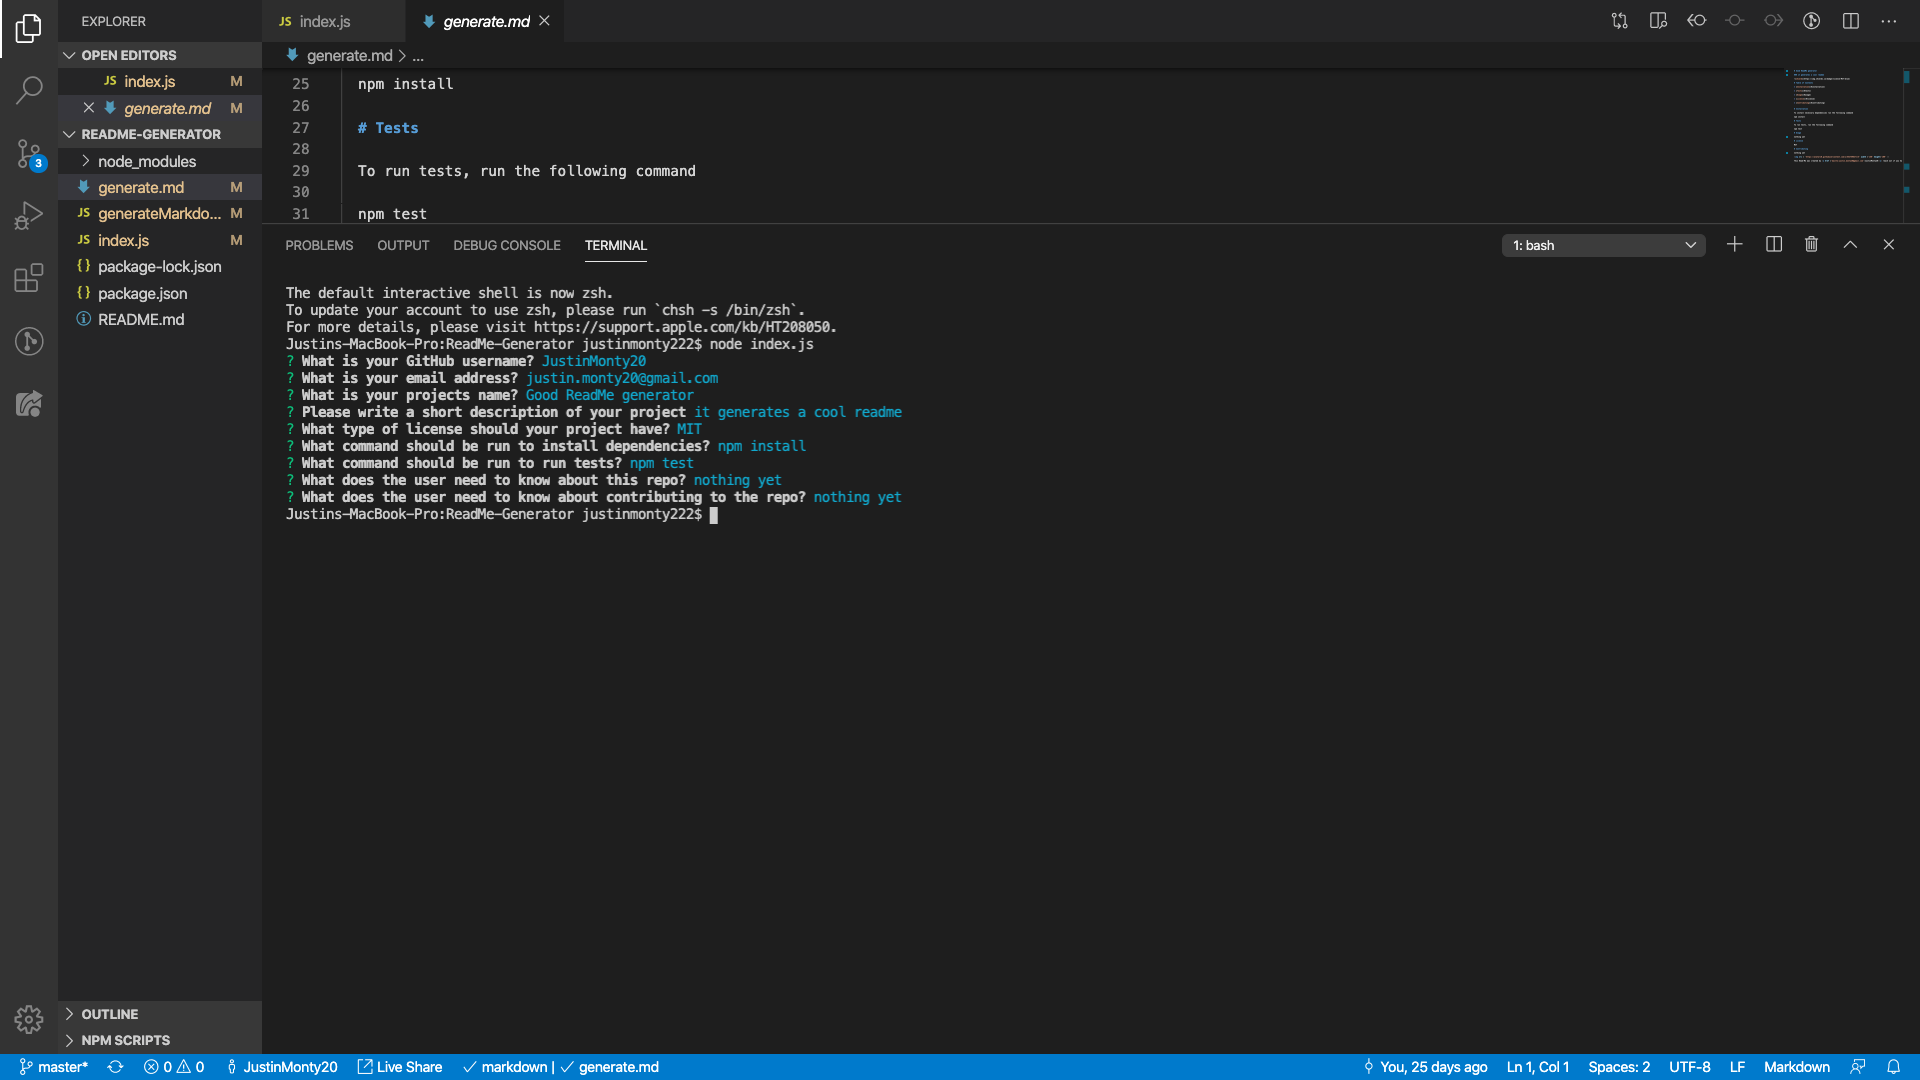 EXPLORER
OPEN EDITORS
JS index.js M
generate.md M
README-GENERATOR
node_modules
generate.md M
JS generateMarkdo... M
JS index.js M
{} package-lock.json
{} package.json
README.md
OUTLINE
NPM SCRIPTS
JS index.js
generate.md
generate.md > ...
25 npm install
26
27 # Tests
28
29 To run tests, run the following command
30
31 npm test
PROBLEMS OUTPUT DEBUG CONSOLE TERMINAL
1: bash
The default interactive shell is now zsh.
To update your account to use zsh, please run `chsh -s /bin/zsh`.
For more details, please visit https://support.apple.com/kb/HT208050.
Justins-MacBook-Pro:ReadMe-Generator justinmonty222$ node index.js
? What is your GitHub username? JustinMonty20
? What is your email address? justin.monty20@gmail.com
? What is your projects name? Good ReadMe generator
? Please write a short description of your project it generates a cool readme
? What type of license should your project have? MIT
? What command should be run to install dependencies? npm install
? What command should be run to run tests? npm test
? What does the user need to know about this repo? nothing yet
? What does the user need to know about contributing to the repo? nothing yet
Justins-MacBook-Pro:ReadMe-Generator justinmonty222$
3
master* 0 0 JustinMonty20 Live Share markdown | generate.md
You, 25 days ago Ln 1, Col 1 Spaces: 2 UTF-8 LF Markdown